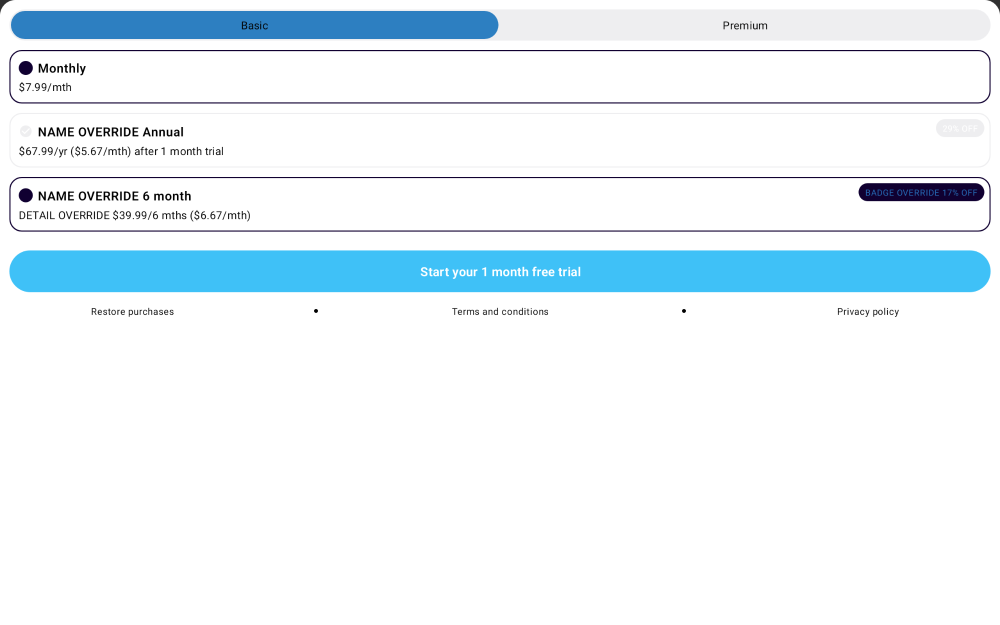 Basic
Premium
Monthly
$7.99/mth
NAME OVERRIDE Annual
OFF
$67.99/yr ($5.67/mth) after 1 month trial
NAME OVERRIDE 6 month
BADGE OVERRIDE 17% OFF
DETAIL OVERRIDE $39.99/6 mths ($6.67/mth)
Start your 1 month free trial
Restore purchases
Terms and conditions
Privacy policy